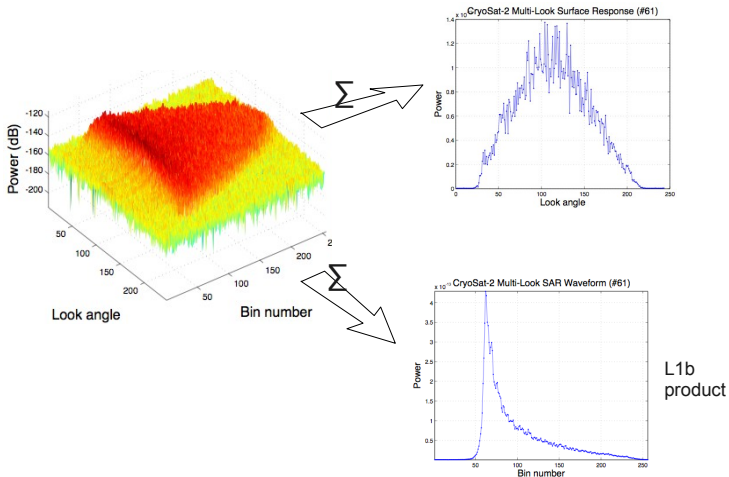 CryoSat-2 Multi-Look Surface Response (#61)
1.4
1.2
1
0.8
0.6
0.4
0.2
0
Power
0 50 100 150 200 250
Look angle
Σ
Power (dB)
-120
-140
-160
-180
-200
50
100
150
200
Look angle
50
100
150
200
2
Bin number
Σ
CryoSat-2 Multi-Look SAR Waveform (#61)
4
3.5
3
2.5
2
1.5
1
0.5
Power
50 100 150 200 250
Bin number
L1b
product